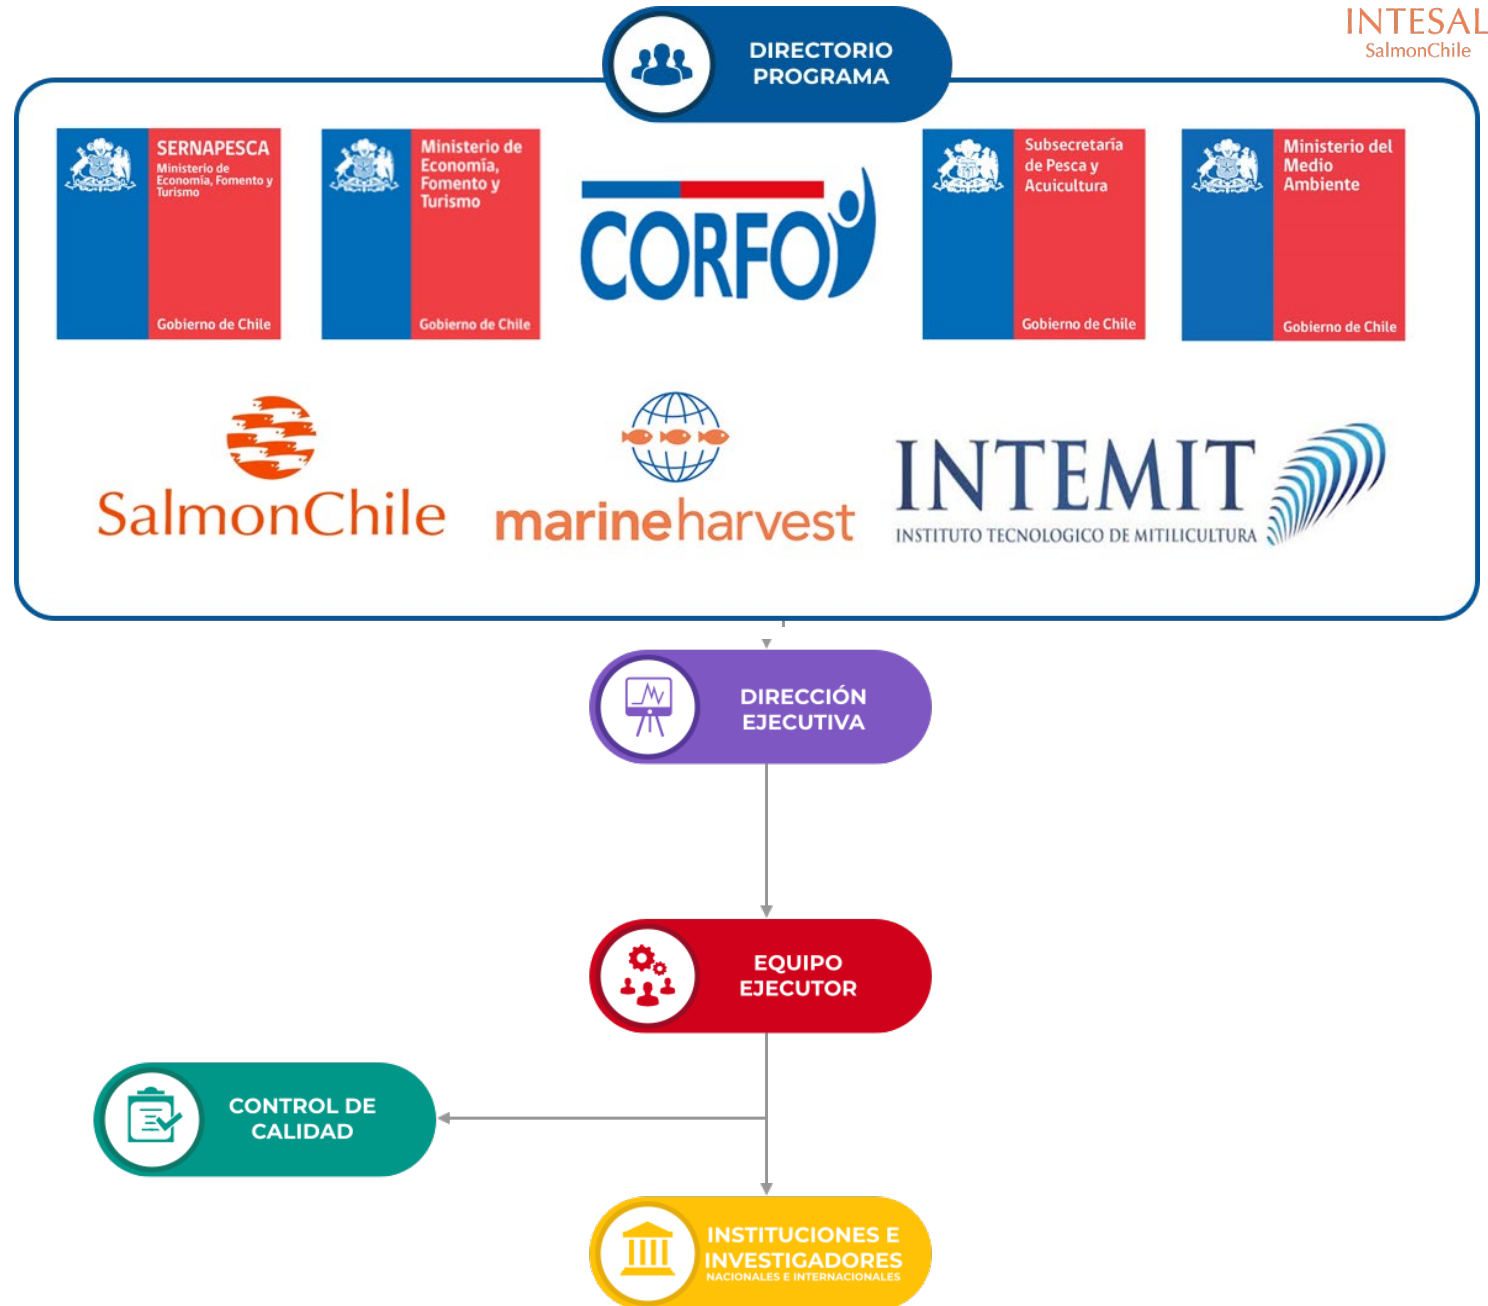 INTESAL
SalmonChile
DIRECTORIO
PROGRAMA
SERNAPESCA
Ministerio de
Economía, Fomento y
Turismo
Gobierno de Chile
Ministerio de
Economía,
Fomento y
Turismo
Gobierno de Chile
CORFO
Subsecretaría
de Pesca y
Acuicultura
Gobierno de Chile
Ministerio del
Medio
Ambiente
Gobierno de Chile
SalmonChile
marineharvest
INTEMIT
INSTITUTO TECNOLOGICO DE MITILICULTURA
DIRECCIÓN
EJECUTIVA
EQUIPO
EJECUTOR
CONTROL DE
CALIDAD
INSTITUCIONES E
INVESTIGADORES
NACIONALES E INTERNACIONALES